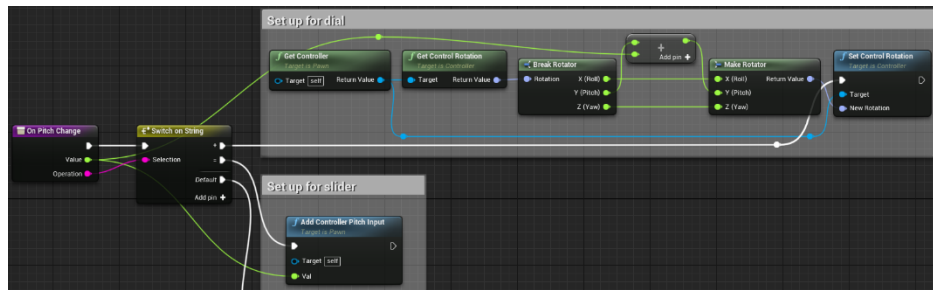 Set up for dial
f Get Controller
Target is Pawn
Target self Return Value
f Get Control Rotation
Target is Controller
Target Return Value
Break Rotator
Rotation X (Roll)
Y (Pitch)
Z (Yaw)
+
Add pin +
Make Rotator
X (Roll) Return Value
Y (Pitch)
Z (Yaw)
f Set Control Rotation
Target is Controller
Target
New Rotation
On Pitch Change
Value
Operation
Switch on String
+
Selection =
Default
Add pin +
Set up for slider
f Add Controller Pitch Input
Target is Pawn
Target self
Val